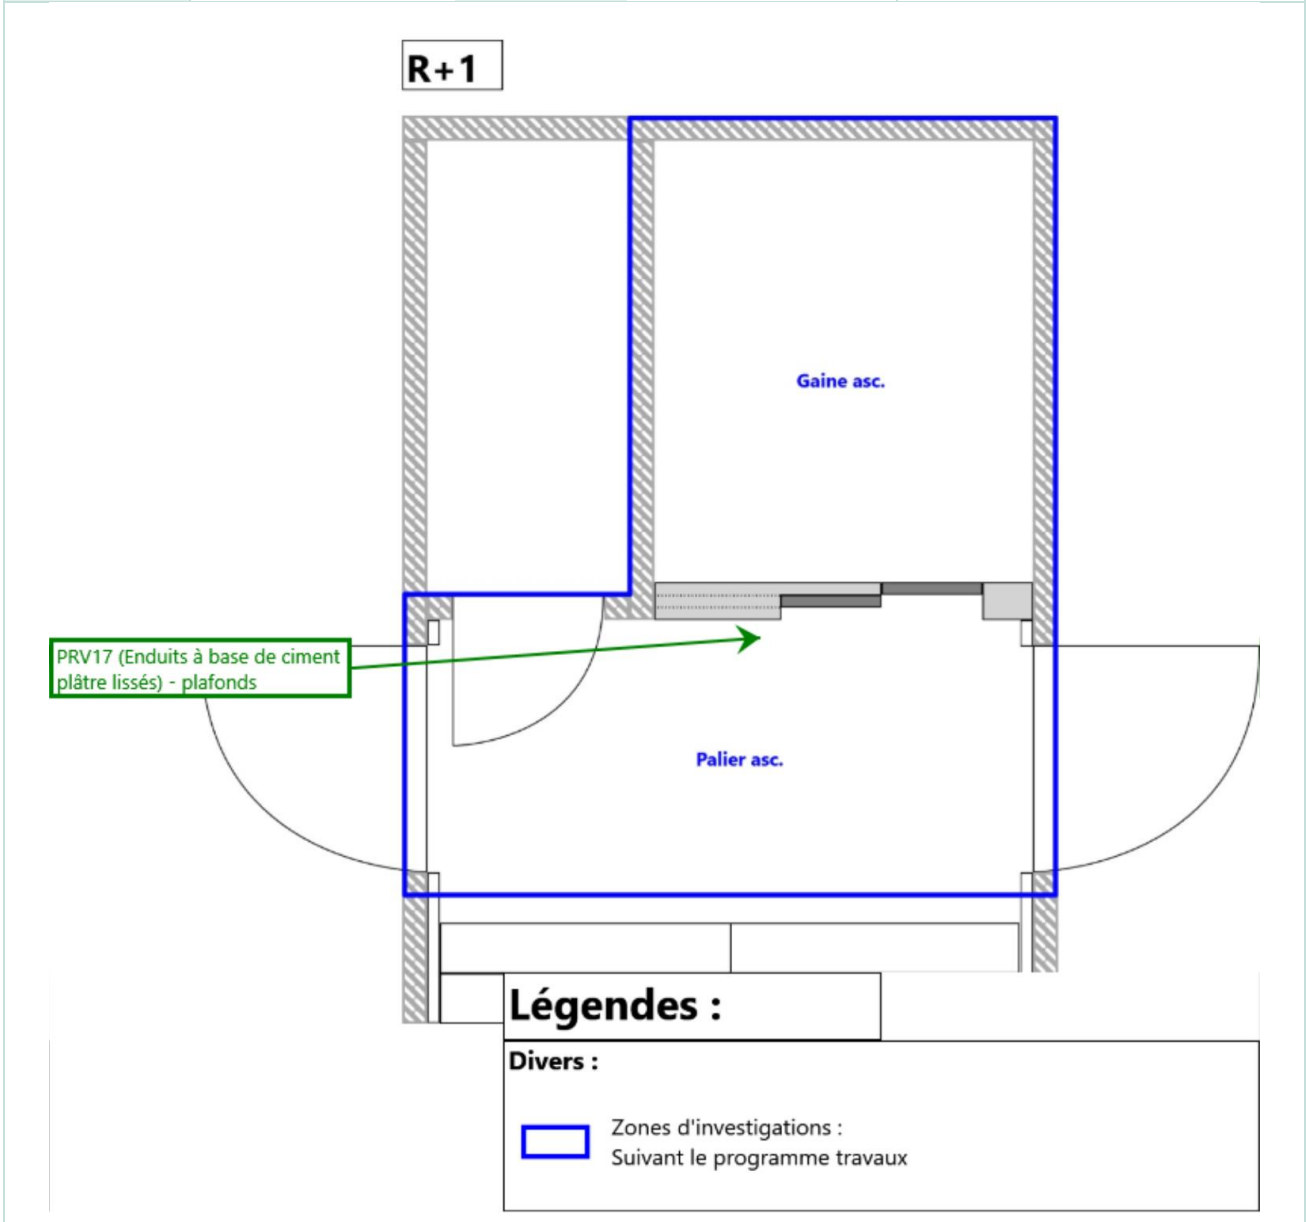 R+1
Gaine asc.
PRV17 (Enduits à base de ciment
plâtre lissés) - plafonds
Palier asc.
Légendes :
Divers :
Zones d'investigations :
Suivant le programme travaux